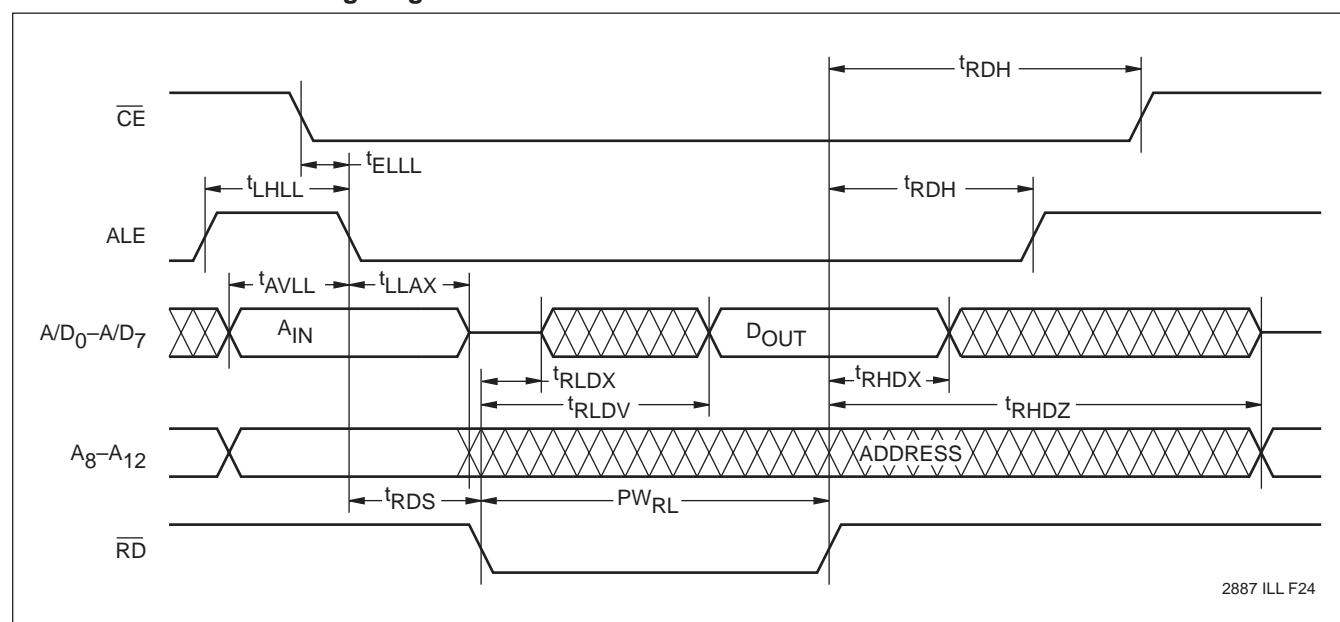 tRDH
CE
tELLL
tLHLL
tRDH
ALE
tAVLL
tLLAX
A/D0–A/D7
AIN
DOUT
tRLDX
tRHDX
tRLDV
tRHDZ
A8–A12
ADDRESS
tRDS
PWRL
RD
2887 ILL F24